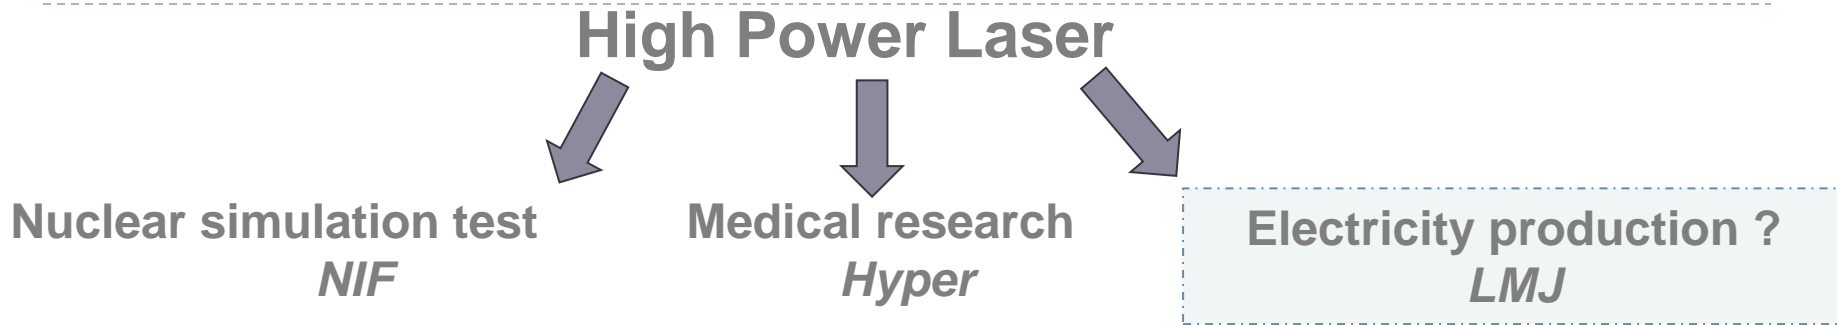 High Power Laser
Nuclear simulation test
NIF
Medical research
Hyper
Electricity production ?
LMJ